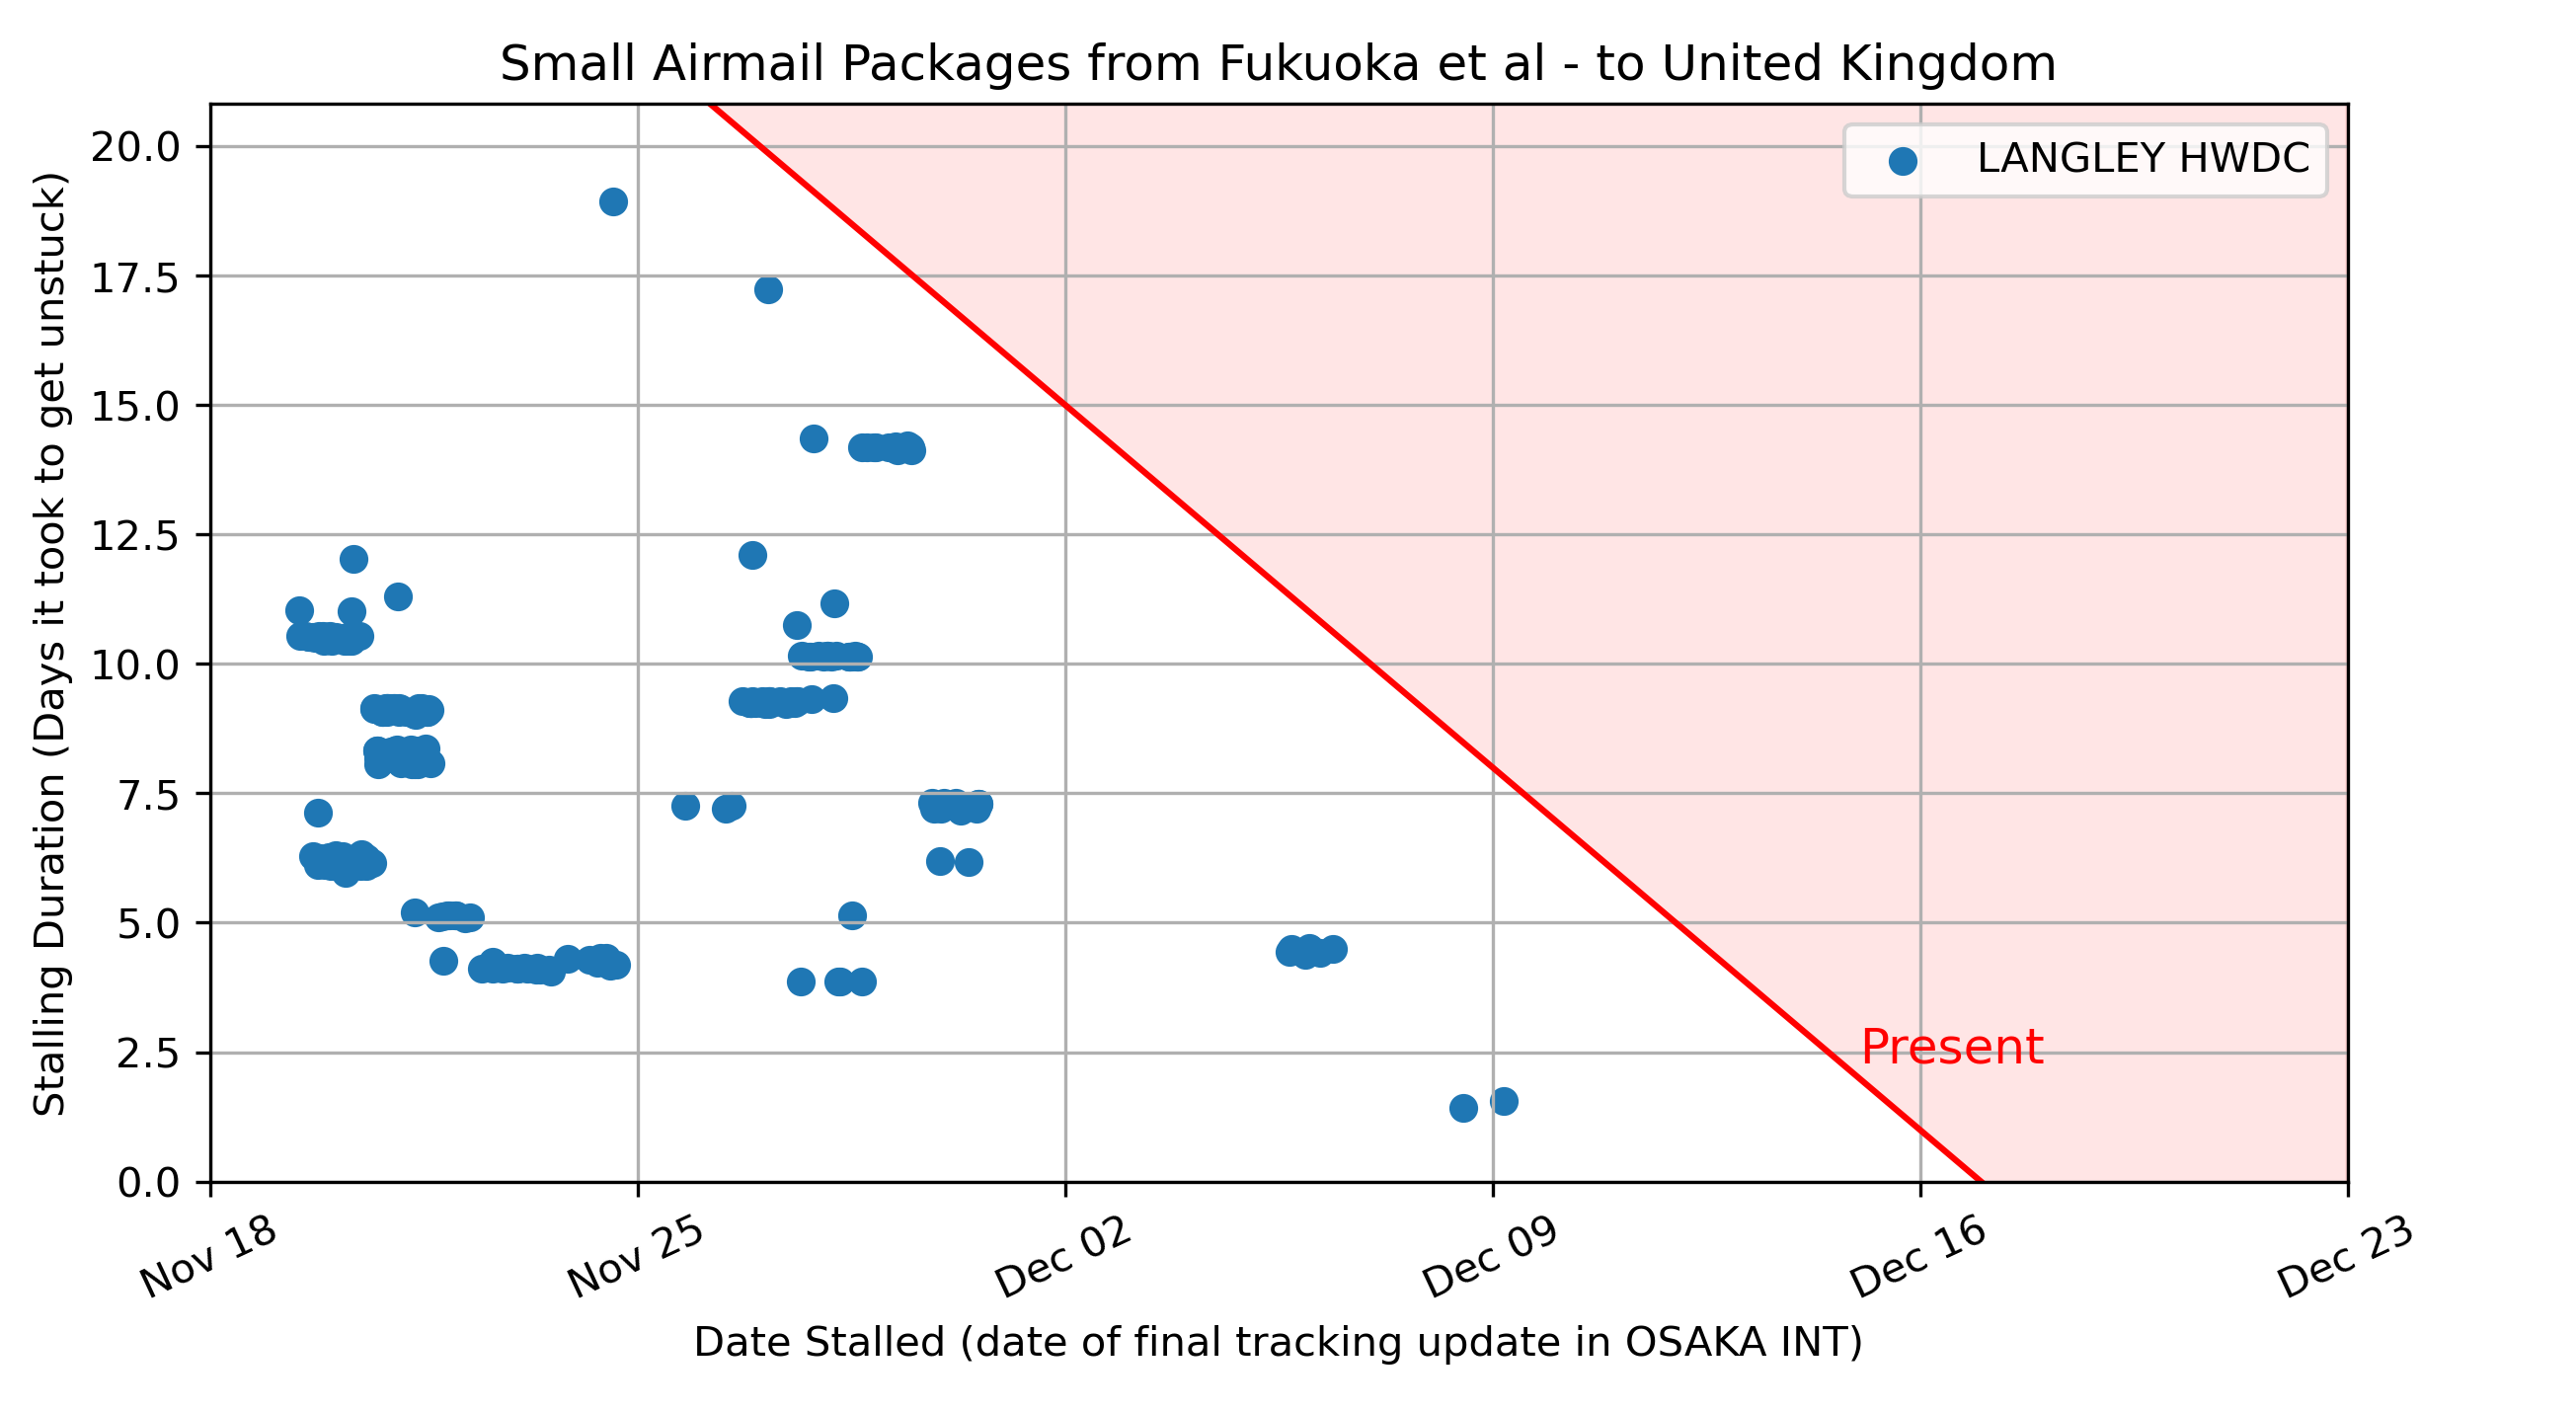 Small Airmail Packages from Fukuoka et al - to United Kingdom
LANGLEY HWDC
Stalling Duration (Days it took to get unstuck)
20.0
17.5
15.0
12.5
10.0
7.5
5.0
2.5
0.0
Present
Nov 18
Nov 25
Dec 02
Dec 09
Dec 16
Dec 23
Date Stalled (date of final tracking update in OSAKA INT)